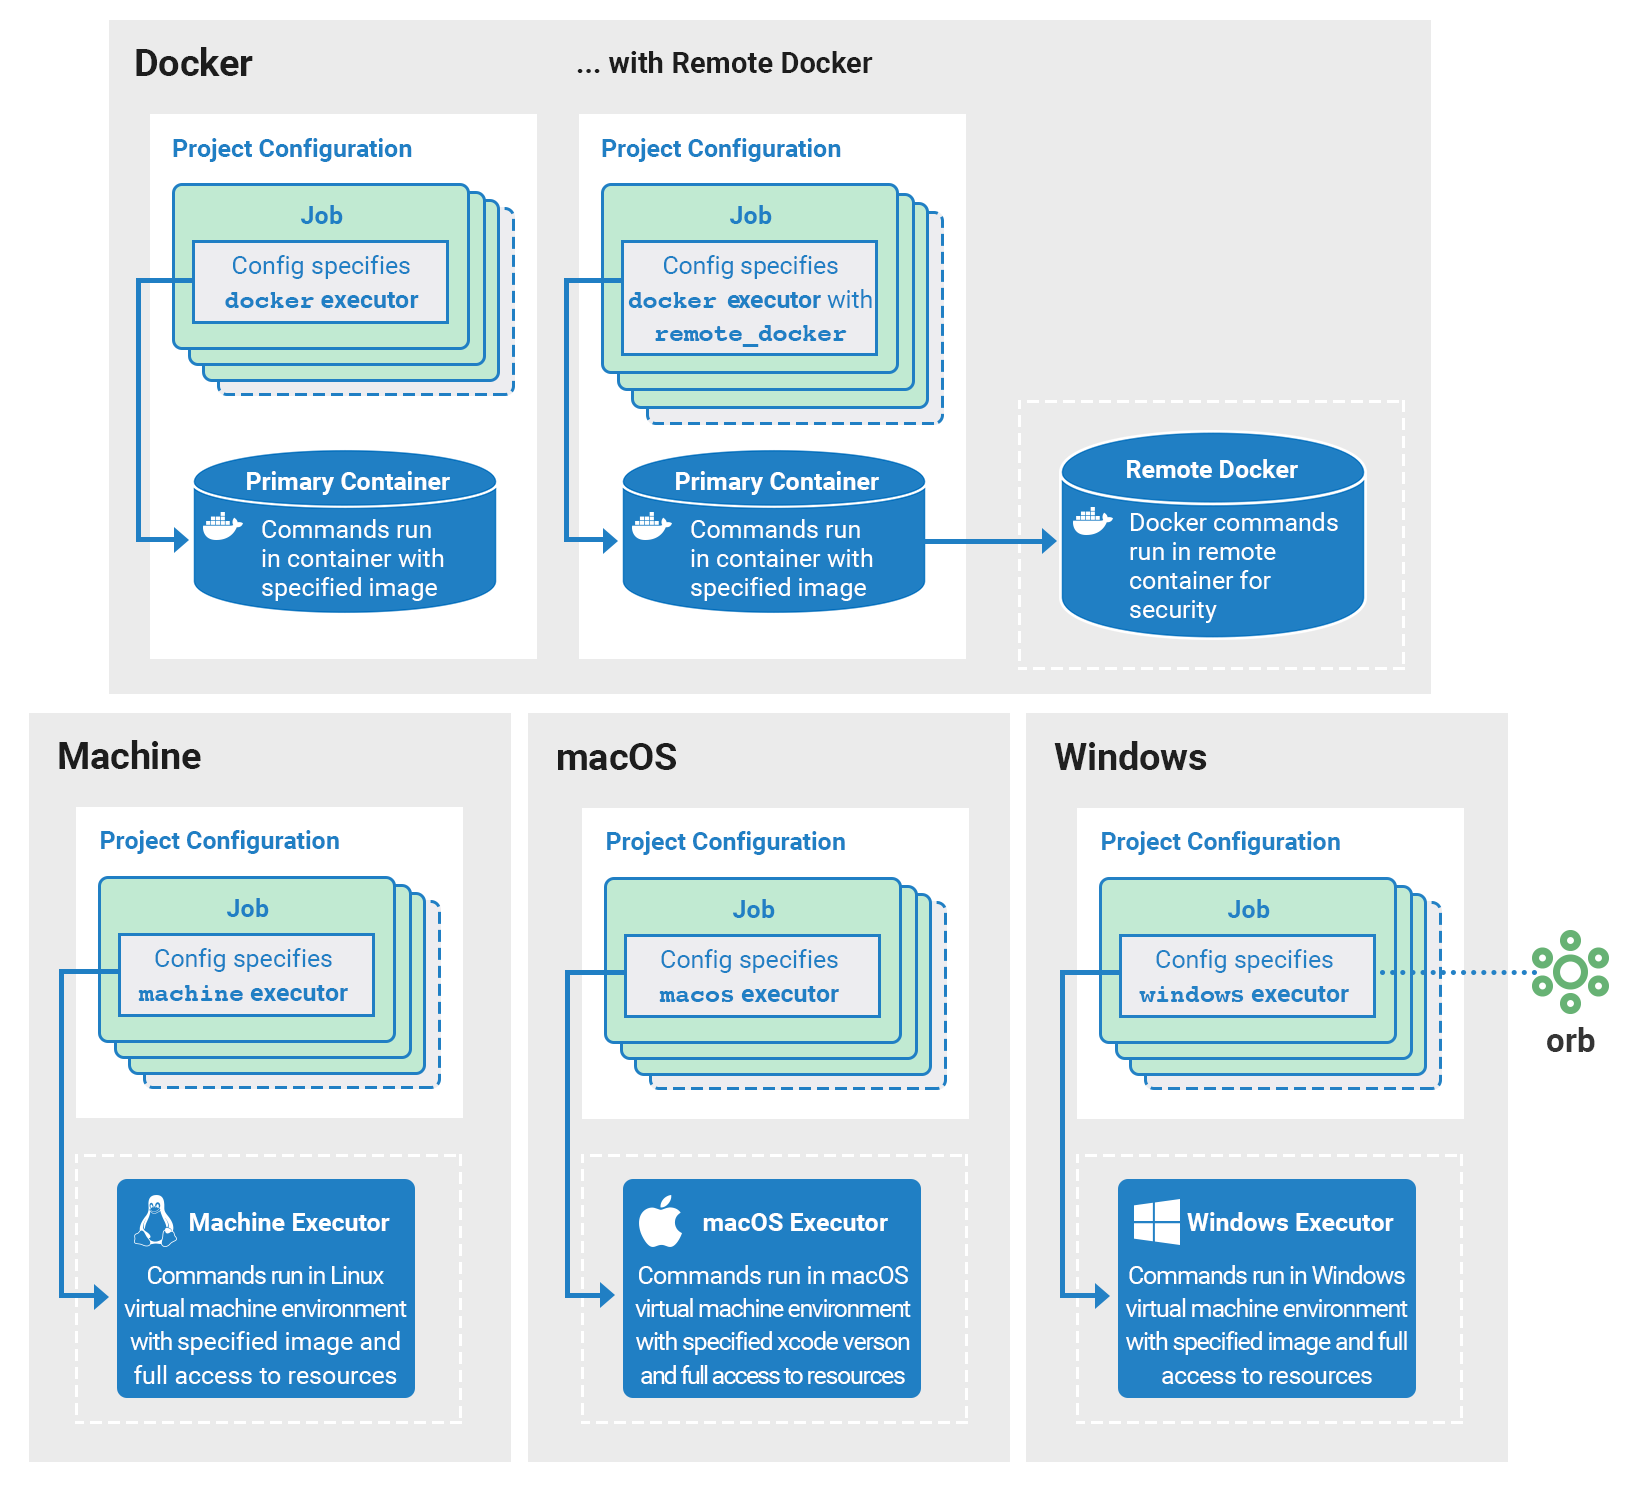 Docker
... with Remote Docker
Project Configuration
Job
Config specifies
docker executor
Primary Container
Commands run
in container with
specified image
Project Configuration
Job
Config specifies
docker executor with
remote_docker
Primary Container
Commands run
in container with
specified image
Remote Docker
Docker commands
run in remote
container for
security
Machine
Project Configuration
Job
Config specifies
machine executor
Machine Executor
Commands run in Linux
virtual machine environment
with specified image and
full access to resources
macOS
Project Configuration
Job
Config specifies
macos executor
macOS Executor
Commands run in macOS
virtual machine environment
with specified xcode verson
and full access to resources
Windows
Project Configuration
Job
Config specifies
windows executor
orb
Windows Executor
Commands run in Windows
virtual machine environment
with specified image and full
access to resources